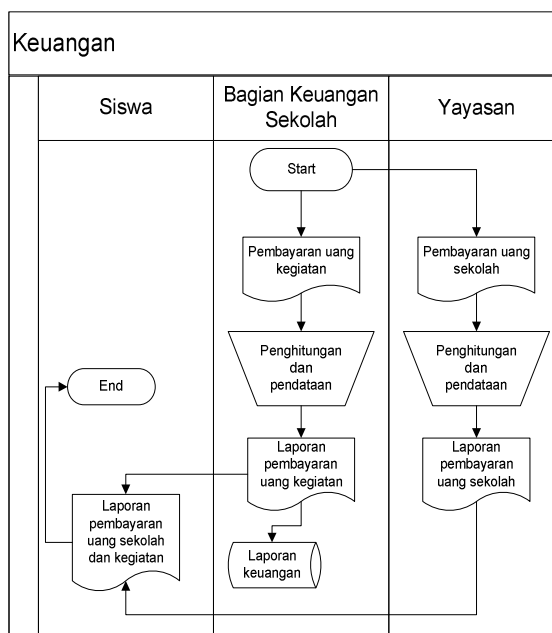 Keuangan
Siswa
Bagian Keuangan
Sekolah
Yayasan
Start
Pembayaran uang
kegiatan
Pembayaran uang
sekolah
Penghitungan
dan
pendataan
Penghitungan
dan
pendataan
End
Laporan
pembayaran
uang kegiatan
Laporan
pembayaran
uang sekolah
Laporan
pembayaran
uang sekolah
dan kegiatan
Laporan
keuangan